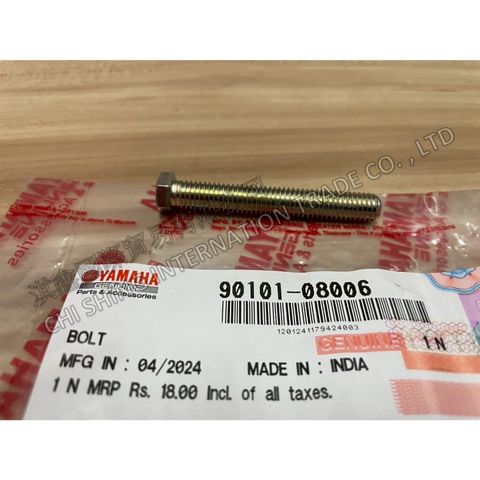 YAMAHA
GENUINE
Parts & Accessories
90101-08006
1201241179424003
BOLT
GENUINE
1 N
MFG IN : 04/2024 MADE IN : INDIA
1 N MRP Rs. 18.00 Incl. of all taxes.
CHI SHING INTERNATION TRADE CO., LTD